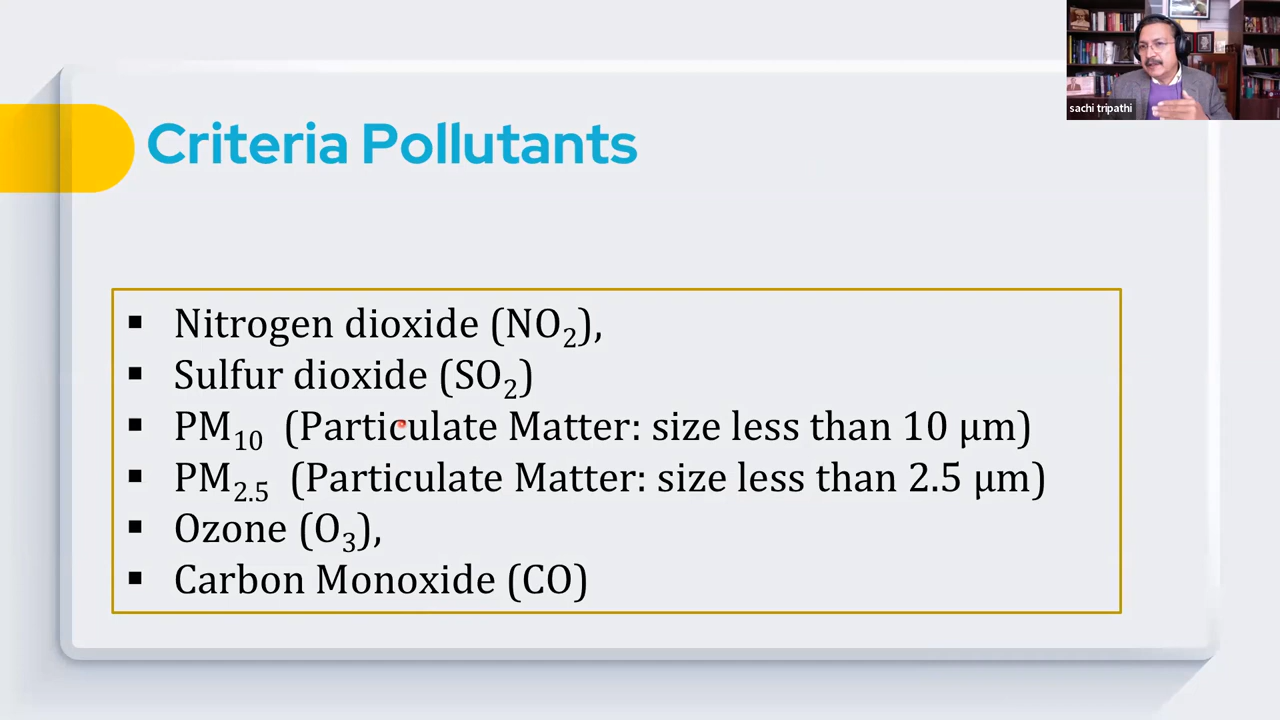 sachi tripathi
Criteria Pollutants
▪ Nitrogen dioxide (NO₂),
▪ Sulfur dioxide (SO₂)
▪ PM₁₀ (Particulate Matter: size less than 10 μm)
▪ PM₂.₅ (Particulate Matter: size less than 2.5 μm)
▪ Ozone (O₃),
▪ Carbon Monoxide (CO)